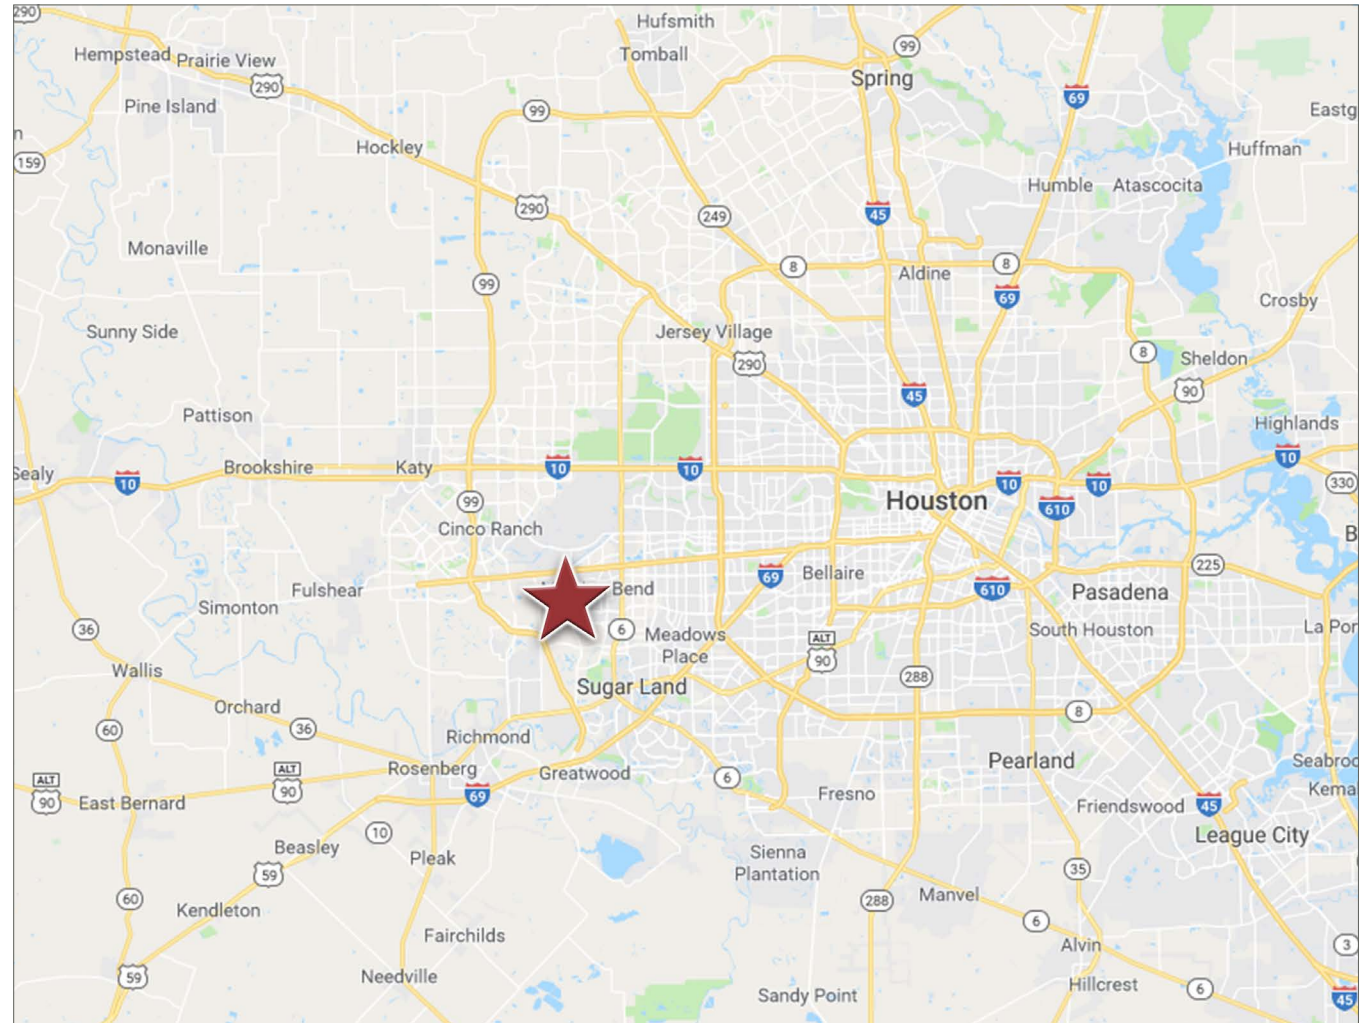 290
Hufsmith
Tomball
99
Hempstead
Prairie View
290
Spring
69
Pine Island
99
Eastg
159
Hockley
Huffman
Humble
Atascocita
290
249
45
Monaville
8
Aldine
8
99
69
Crosby
Sunny Side
Jersey Village
290
8
Sheldon
90
45
Pattison
Highlands
Sealy
10
Brookshire
Katy
10
10
10
10
10
330
99
Houston
610
Cinco Ranch
B
225
Fulshear
Bend
69
Bellaire
610
Pasadena
Simonton
36
6
Meadows
Place
ALT
90
South Houston
La Por
Wallis
Sugar Land
288
Orchard
36
60
8
Richmond
Rosenberg
Greatwood
Pearland
Seabroo
ALT
90
East Bernard
ALT
90
69
6
Fresno
Friendswood
45
Kema
10
League City
Beasley
Pleak
59
Sienna
Plantation
35
60
Kendleton
288
Manvel
6
Fairchilds
Alvin
3
59
Needville
Hillcrest
6
Sandy Point
45